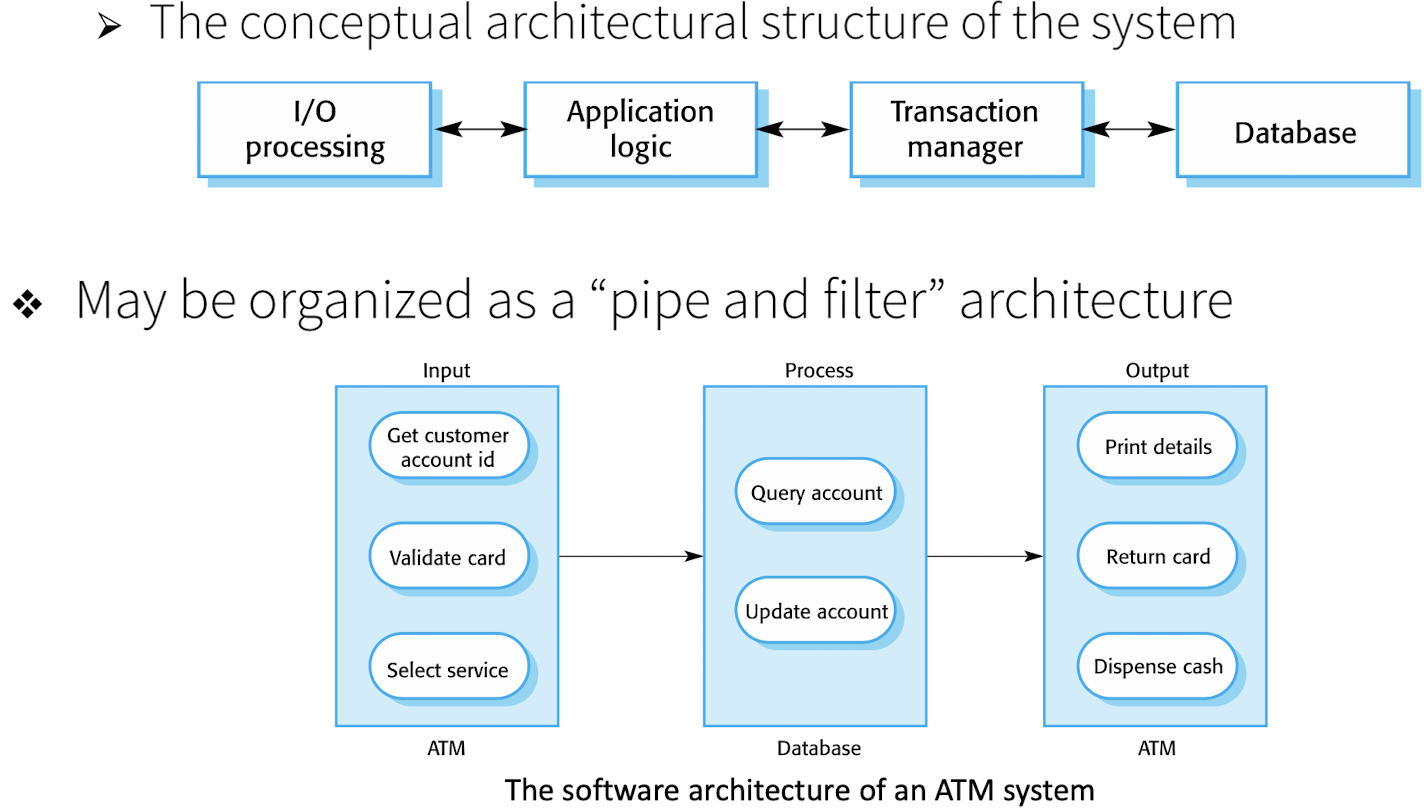 ➢ The conceptual architectural structure of the system
I/O
processing
Application
logic
Transaction
manager
Database
❖ May be organized as a “pipe and filter” architecture
Input
Get customer
account id
Validate card
Select service
ATM
Process
Query account
Update account
Database
Output
Print details
Return card
Dispense cash
ATM
The software architecture of an ATM system